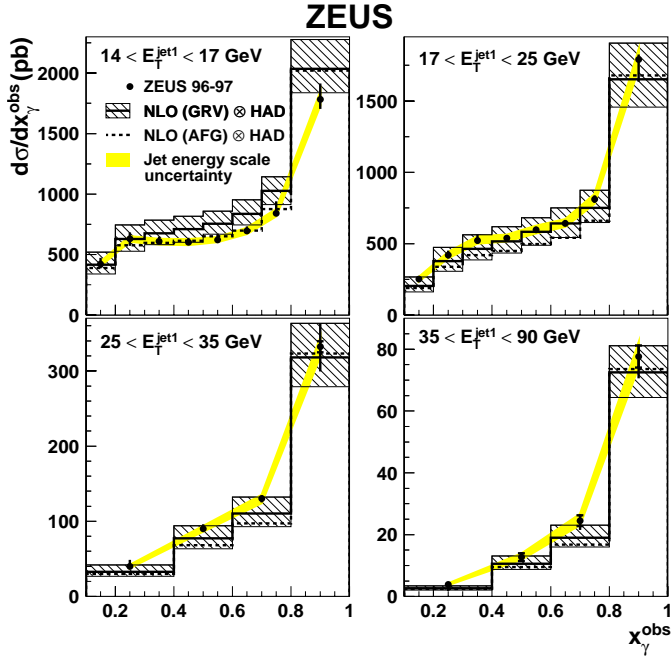 ZEUS
dσ/dx_γ^obs (pb)
14 < E_T^jet1 < 17 GeV
ZEUS 96-97
NLO (GRV) ⊗ HAD
NLO (AFG) ⊗ HAD
Jet energy scale
uncertainty
0
500
1000
1500
2000
17 < E_T^jet1 < 25 GeV
0
500
1000
1500
25 < E_T^jet1 < 35 GeV
0
100
200
300
0.2 0.4 0.6 0.8 1
35 < E_T^jet1 < 90 GeV
0
20
40
60
80
0.2 0.4 0.6 0.8 1
x_γ^obs